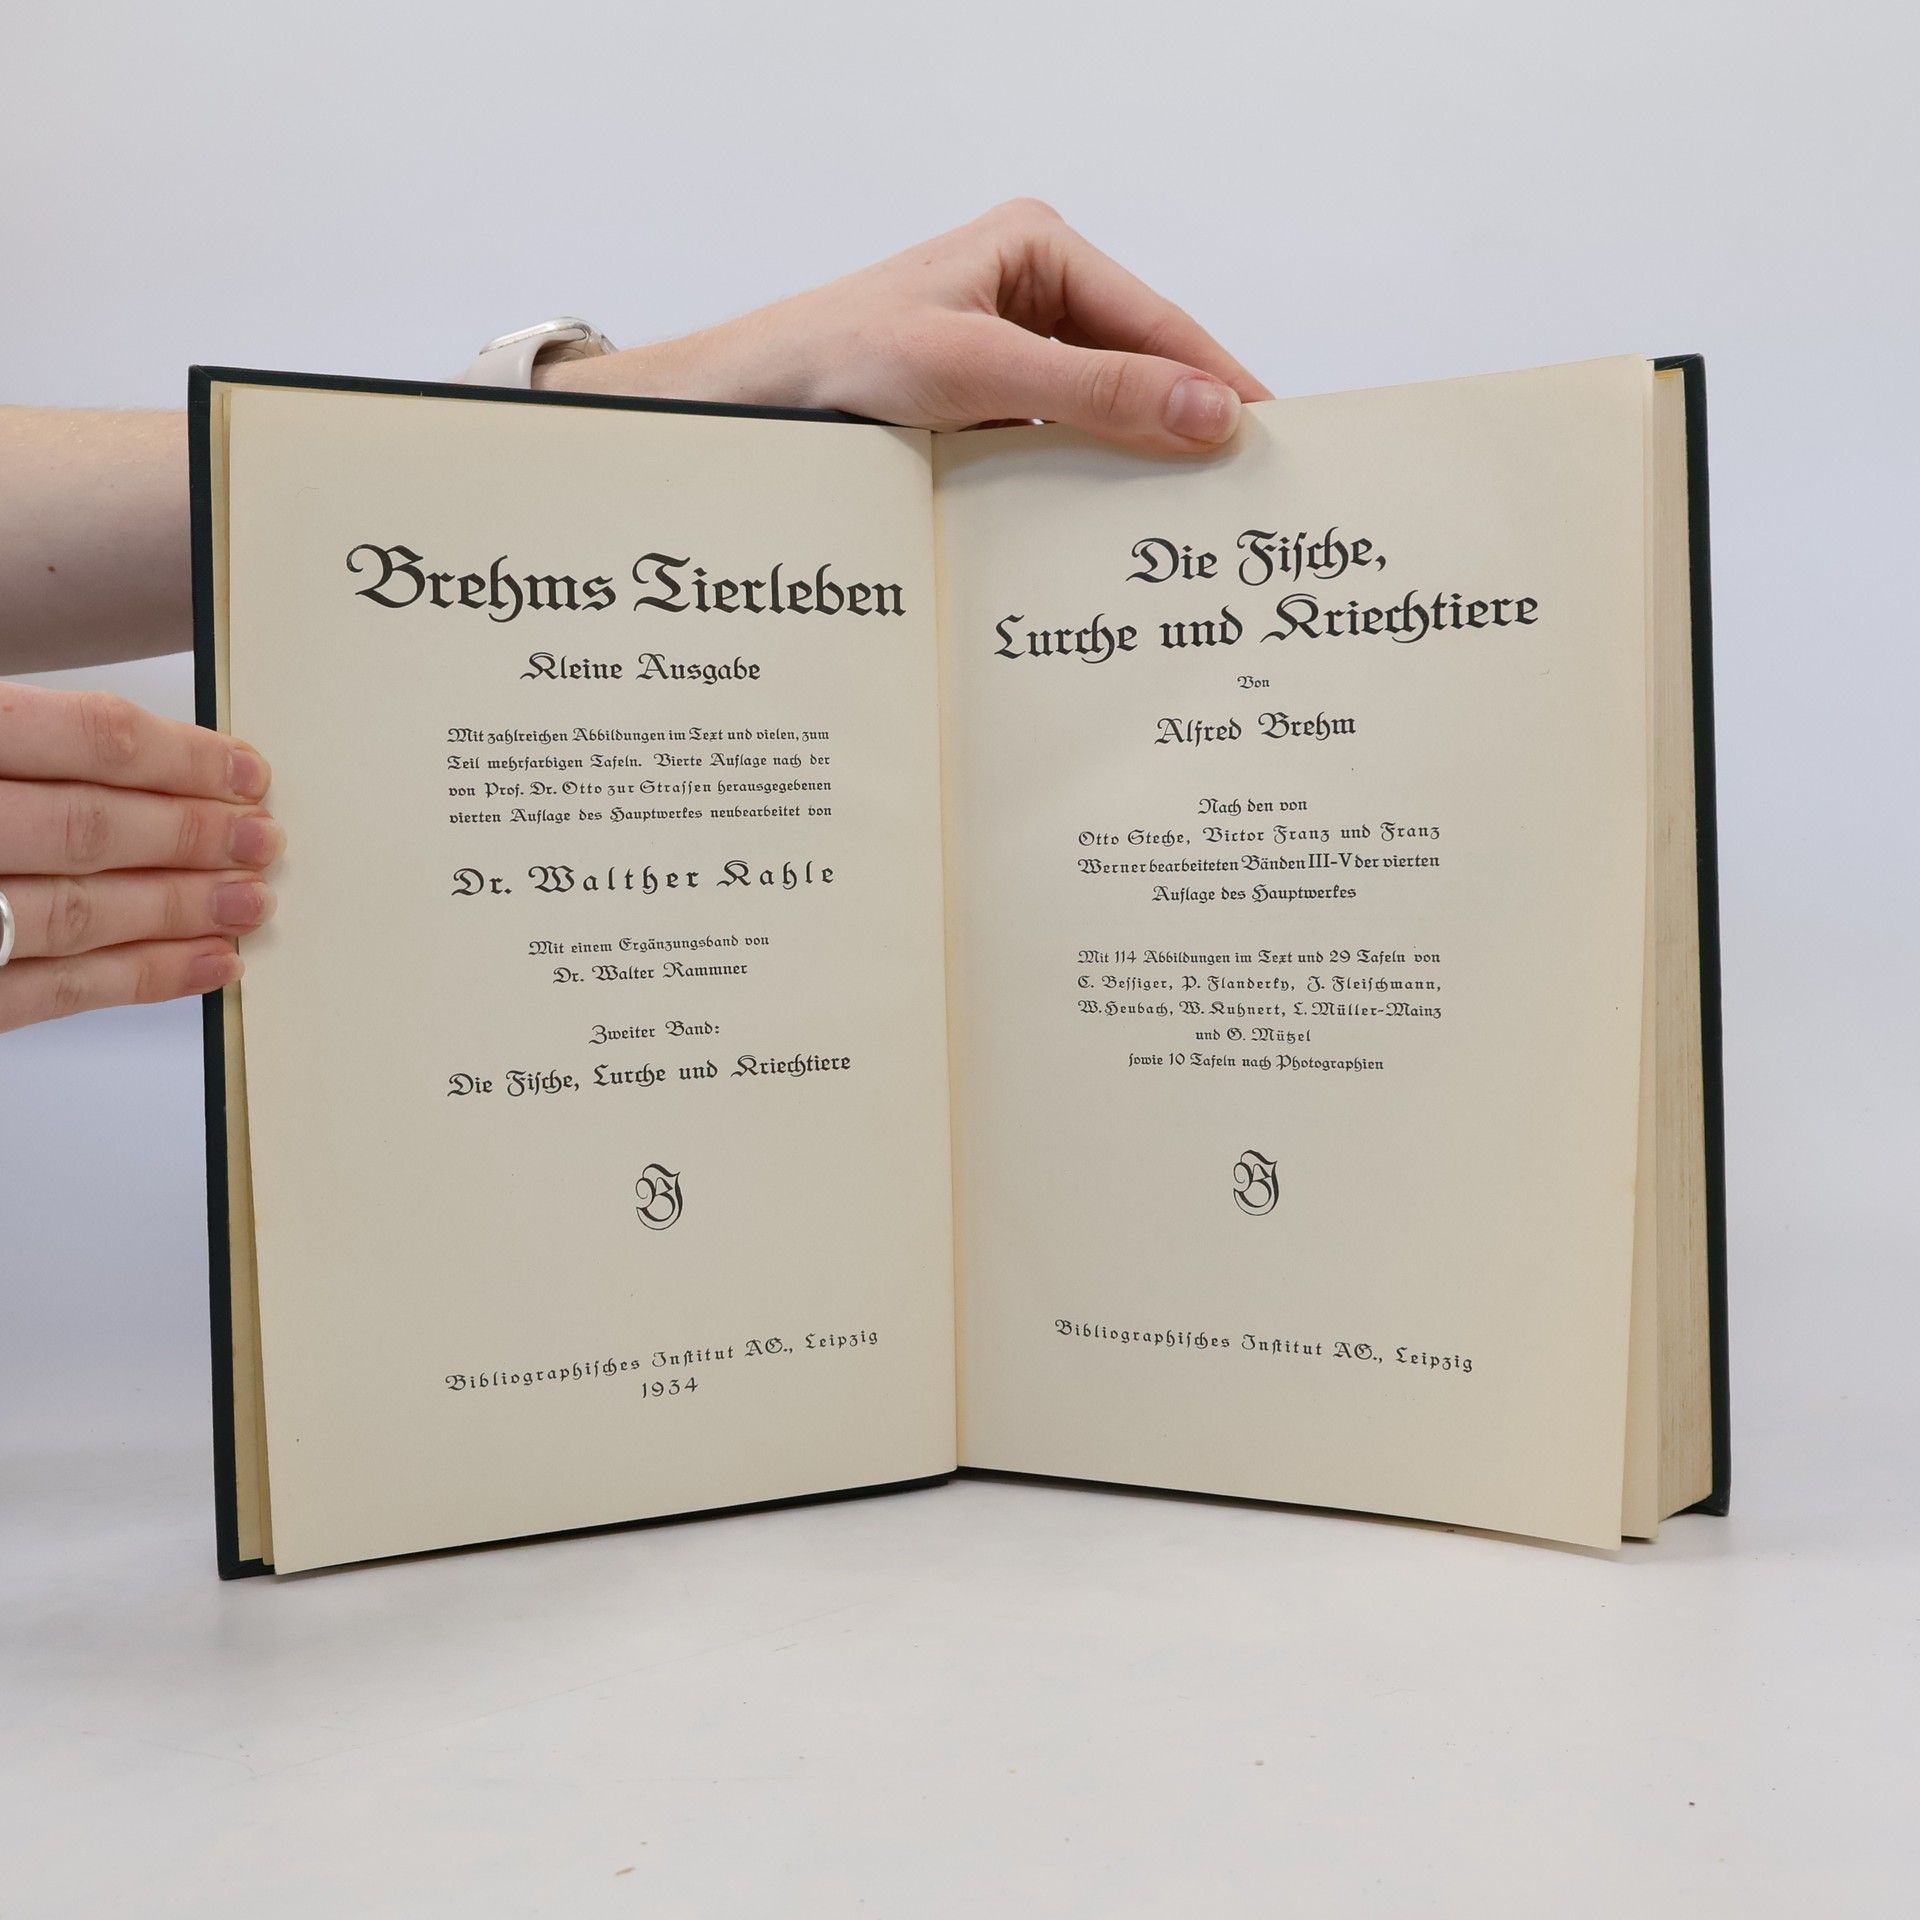 Brehms Tierleben
Kleine Ausgabe
Mit zahlreichen Abbildungen im Text und vielen, zum
Teil mehrfarbigen Tafeln. Vierte Auflage nach der
von Prof. Dr. Otto zur Straſſen herausgegebenen
vierten Auflage des Hauptwerkes neubearbeitet von
Dr. Walther Kahle
Mit einem Ergänzungsband von
Dr. Walter Rammner
Zweiter Band:
Die Fiſche, Lurche und Kriechtiere
BI
Bibliographiſches Inſtitut AG., Leipzig
1934
Die Fiſche,
Lurche und Kriechtiere
Von
Alfred Brehm
Nach den von
Otto Steche, Victor Franz und Franz
Werner bearbeiteten Bänden III-V der vierten
Auflage des Hauptwerkes
Mit 114 Abbildungen im Text und 29 Tafeln von
E. Beſſiger, P. Flanderky, J. Fleiſchmann,
W. Heubach, W. Kuhnert, L. Müller-Mainz
und G. Mützel
ſowie 10 Tafeln nach Photographien
BI
Bibliographiſches Inſtitut AG., Leipzig